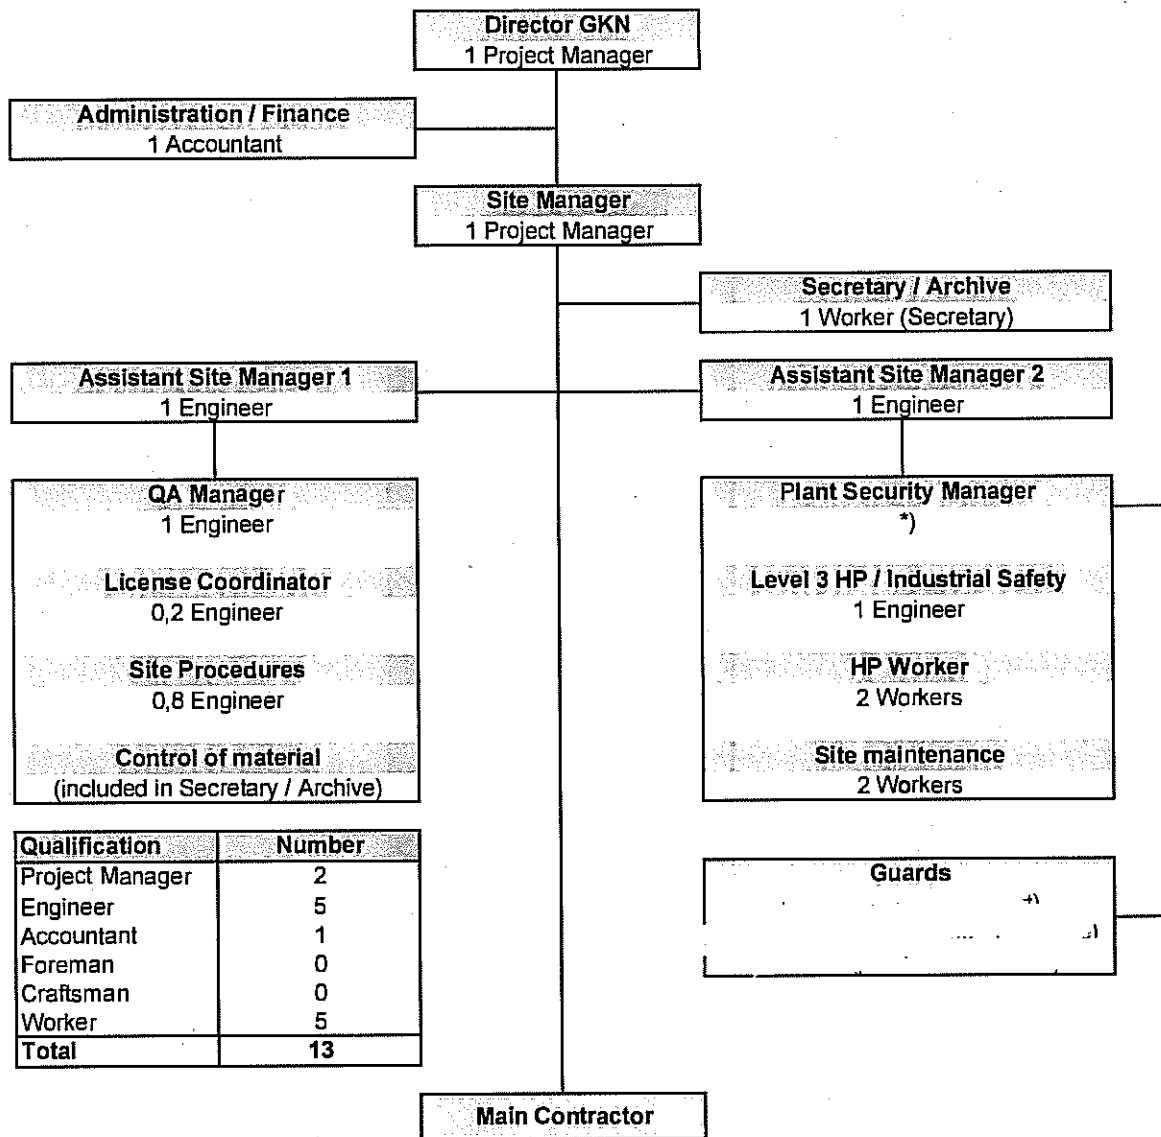 Director GKN
1 Project Manager
Administration / Finance
1 Accountant
Site Manager
1 Project Manager
Secretary / Archive
1 Worker (Secretary)
Assistant Site Manager 1
1 Engineer
Assistant Site Manager 2
1 Engineer
QA Manager
1 Engineer
License Coordinator
0,2 Engineer
Site Procedures
0,8 Engineer
Control of material
(included in Secretary / Archive)
Plant Security Manager
*)
Level 3 HP / Industrial Safety
1 Engineer
HP Worker
2 Workers
Site maintenance
2 Workers
Qualification Number
Project Manager 2
Engineer 5
Accountant 1
Foreman 0
Craftsman 0
Worker 5
Total 13
Guards
Main Contractor